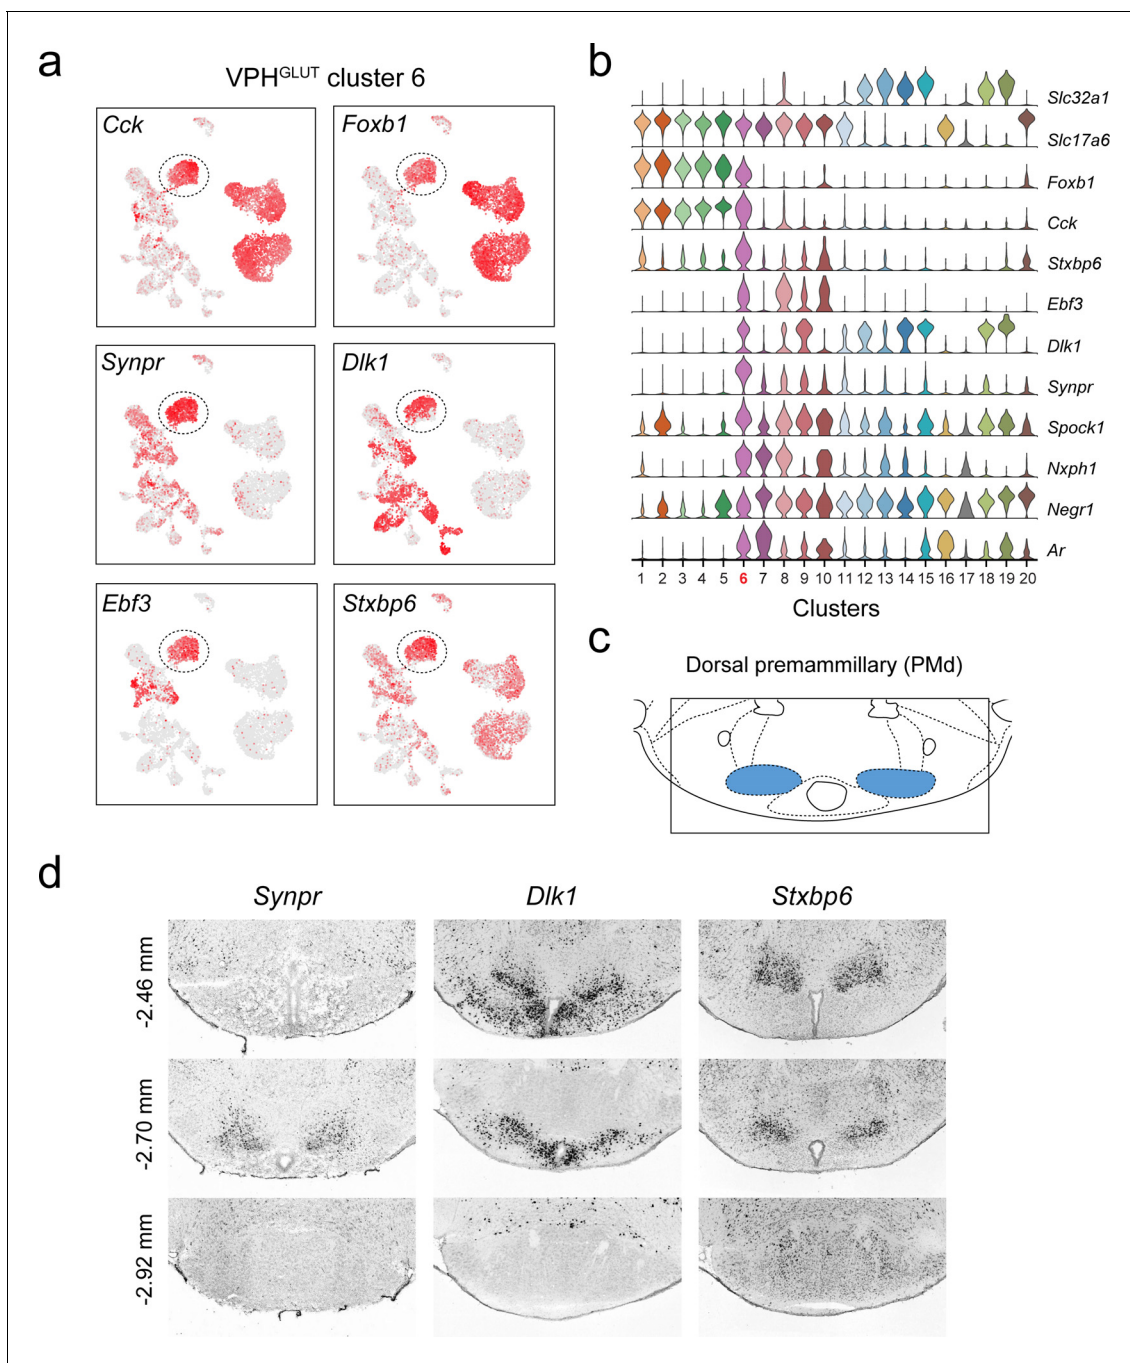 a
VPH^GLUT cluster 6
Cck
Foxb1
Synpr
Dlk1
Ebf3
Stxbp6
b
Slc32a1
Slc17a6
Foxb1
Cck
Stxbp6
Ebf3
Dlk1
Synpr
Spock1
Nxph1
Negr1
Ar
1 2 3 4 5 6 7 8 9 10 11 12 13 14 15 16 17 18 19 20
Clusters
c
Dorsal premammillary (PMd)
d
Synpr Dlk1 Stxbp6
-2.46 mm
-2.70 mm
-2.92 mm